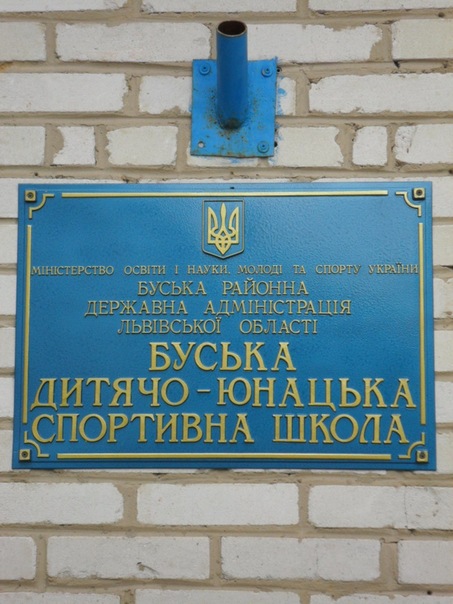 МІНІСТЕРСТВО ОСВІТИ І НАУКИ, МОЛОДІ ТА СПОРТУ УКРАЇНИ
БУСЬКА РАЙОННА
ДЕРЖАВНА АДМІНІСТРАЦІЯ
ЛЬВІВСЬКОЇ ОБЛАСТІ
БУСЬКА
ДИТЯЧО-ЮНАЦЬКА
СПОРТИВНА ШКОЛА